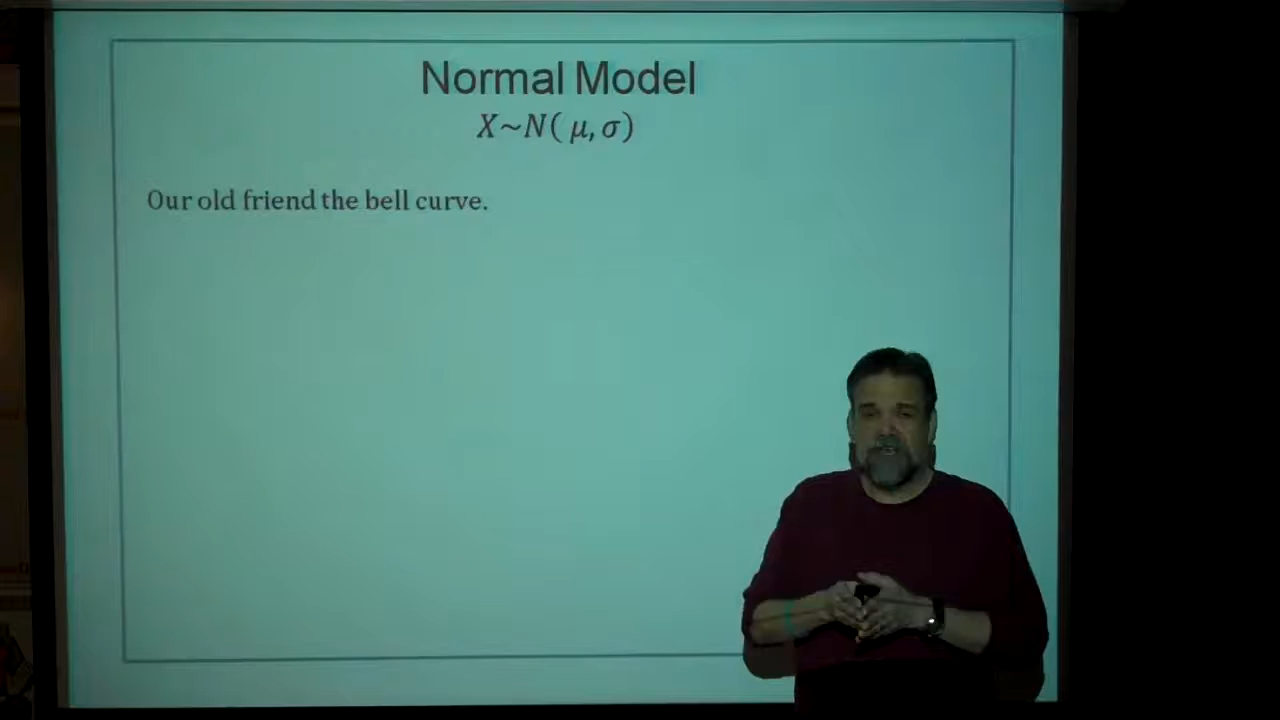 Normal Model
X~N( μ, σ)
Our old friend the bell curve.